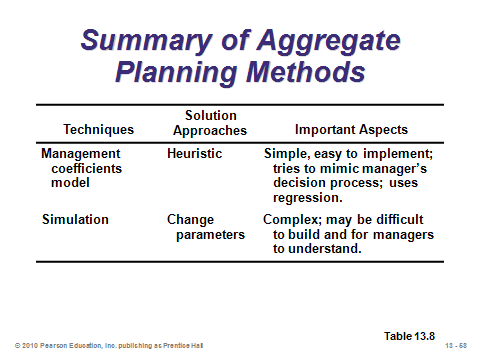 Summary of Aggregate
Planning Methods
Techniques
Solution
Approaches
Important Aspects
Management
coefficients
model
Heuristic
Simple, easy to implement;
tries to mimic manager's
decision process; uses
regression.
Simulation
Change
parameters
Complex; may be difficult
to build and for managers
to understand.
Table 13.8
© 2010 Pearson Education, Inc. publishing as Prentice Hall
13 - 68